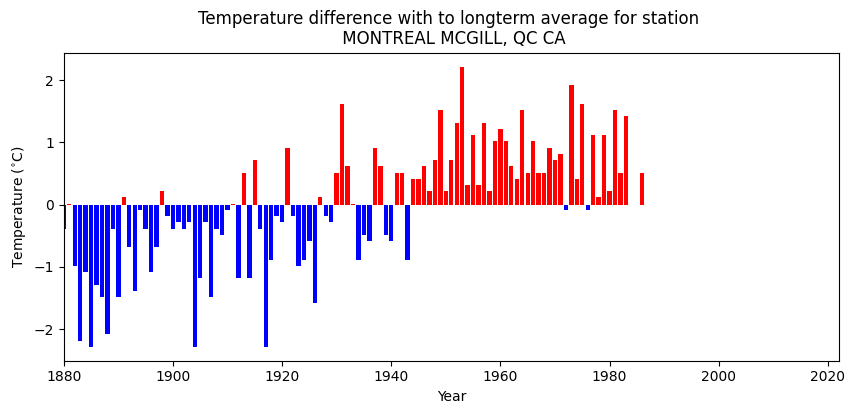 Temperature difference with to longterm average for station
MONTREAL MCGILL, QC CA
Temperature (°C)
2
1
0
−1
−2
1880 1900 1920 1940 1960 1980 2000 2020
Year